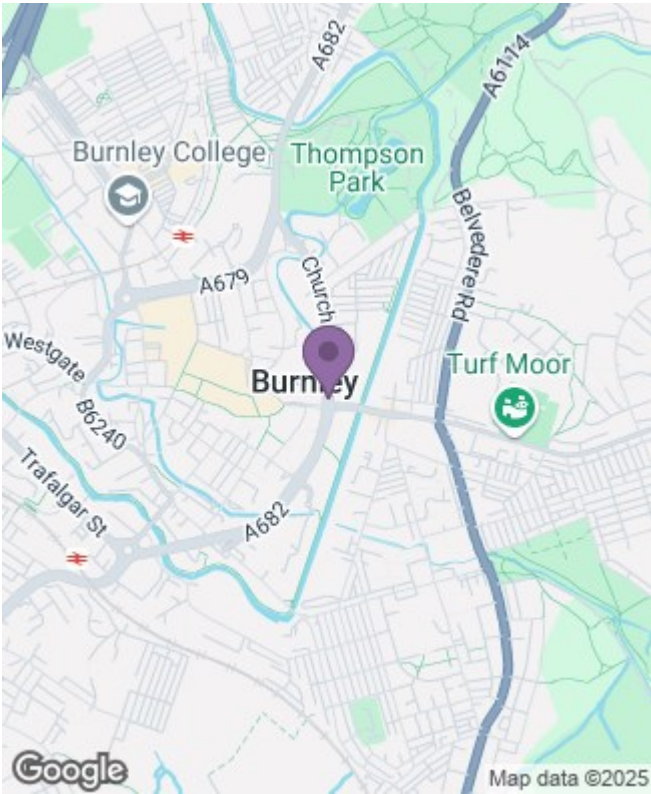 A682
A6114
Burnley College
Thompson
Park
Belvedere Rd
A679
Church
Westgate
Turf Moor
Burnley
B6240
Trafalgar St
A682
Google
Map data ©2025